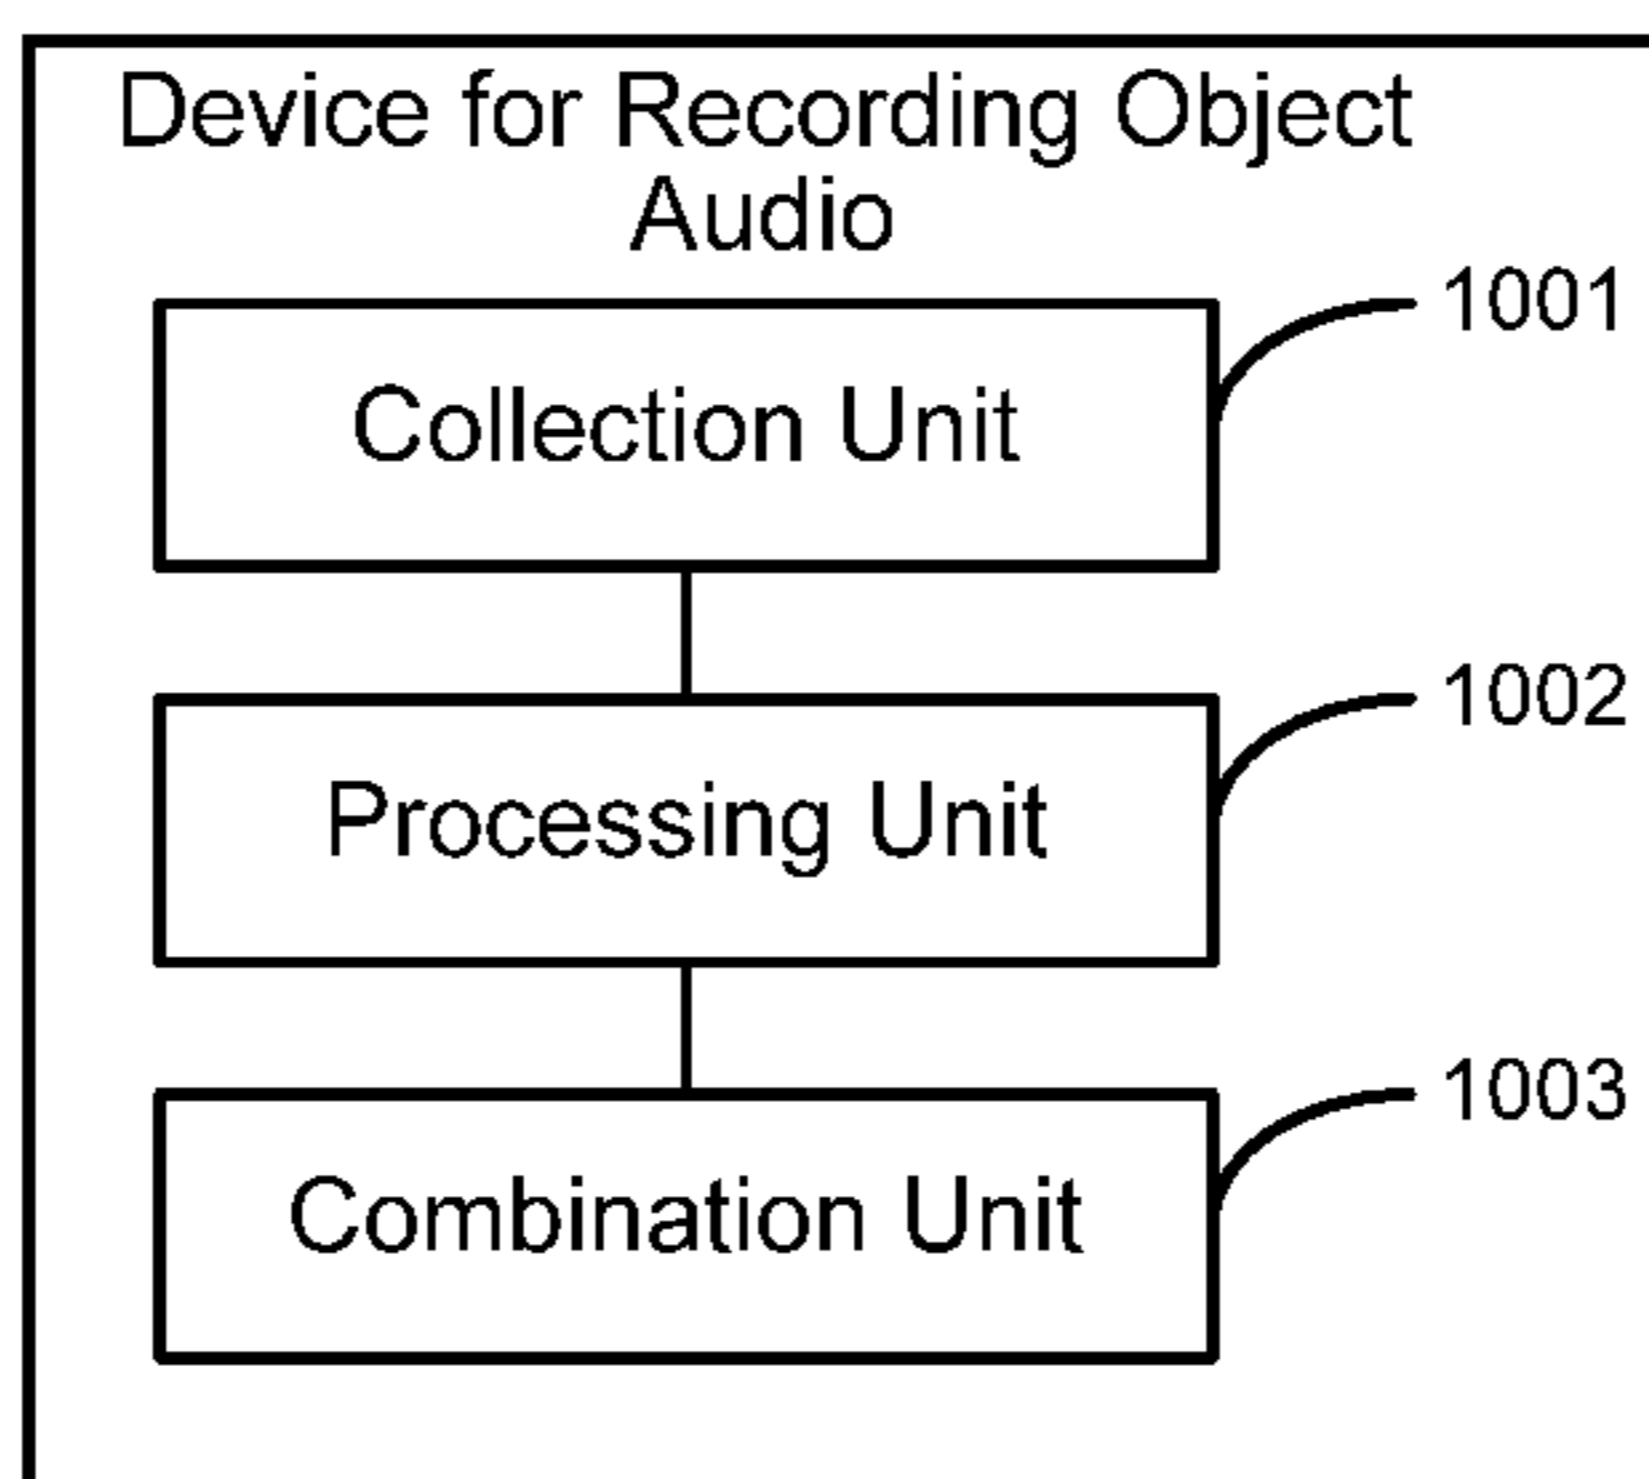 Device for Recording Object
Audio
1001
Collection Unit
1002
Processing Unit
1003
Combination Unit